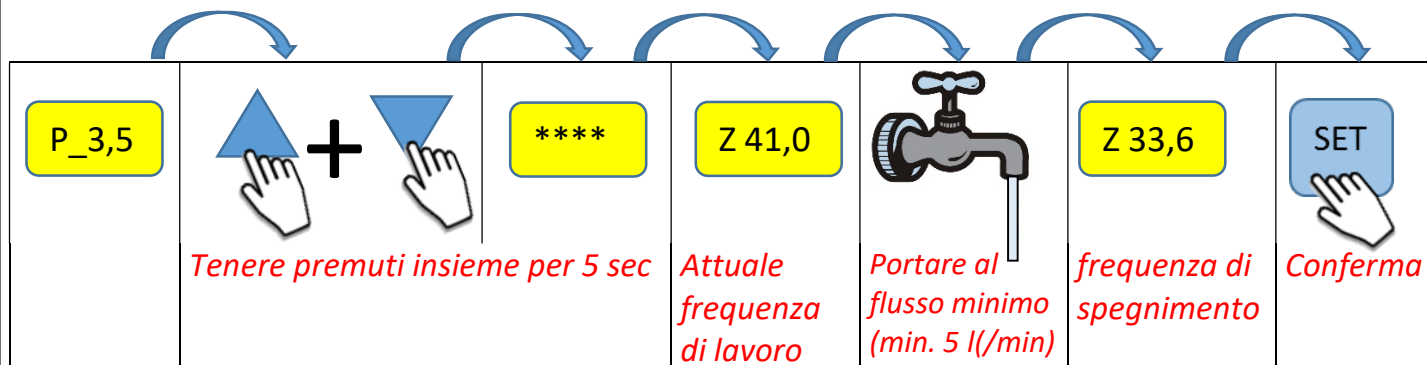 P_3,5
+
****
Z 41,0
Z 33,6
SET
Tenere premuti insieme per 5 sec
Attuale
frequenza
di lavoro
Portare al
flusso minimo
(min. 5 l(/min)
frequenza di
spegnimento
Conferma